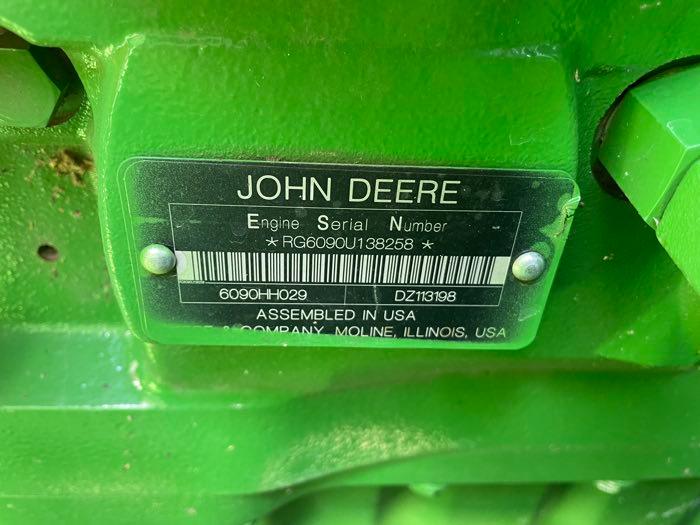 JOHN DEERE
Engine Serial Number
*RG6090U138258*
6090HH029 DZ113198
ASSEMBLED IN USA
& COMPANY MOLINE, ILLINOIS, USA